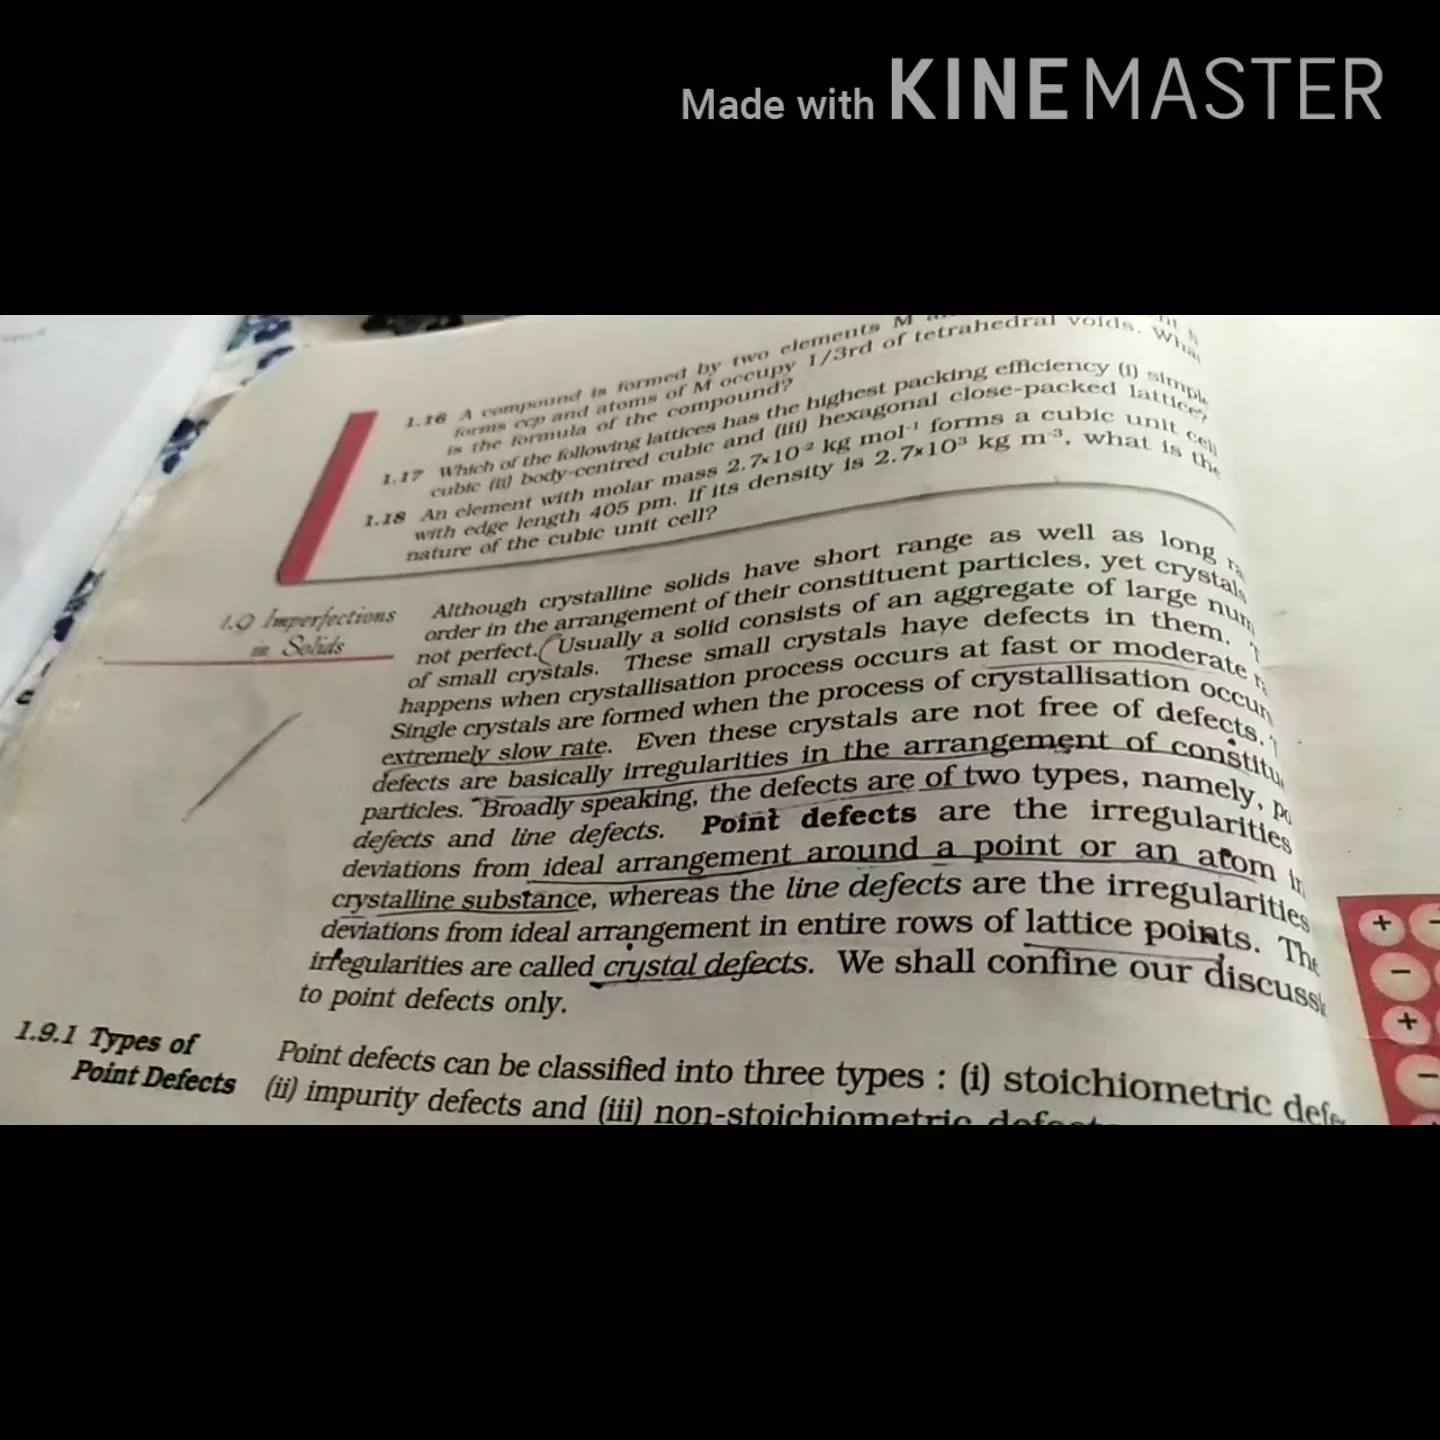 Made with KINEMASTER
1.16 A compound is formed by two elements M
forms ccp and atoms of M occupy 1/3rd of tetrahedral voids. What
is the formula of the compound?
1.17 Which of the following lattices has the highest packing efficiency (i) simple
cubic (ii) body-centred cubic and (iii) hexagonal close-packed lattice?
1.18 An element with molar mass 2.7×10⁻² kg mol⁻¹ forms a cubic unit cell
with edge length 405 pm. If its density is 2.7×10³ kg m⁻³, what is the
nature of the cubic unit cell?
1.9 Imperfections
in Solids
Although crystalline solids have short range as well as long
order in the arrangement of their constituent particles, yet crystals
not perfect. Usually a solid consists of an aggregate of large num
of small crystals. These small crystals have defects in them. T
happens when crystallisation process occurs at fast or moderate
Single crystals are formed when the process of crystallisation occurs
extremely slow rate. Even these crystals are not free of defects. T
defects are basically irregularities in the arrangement of constitu
particles. Broadly speaking, the defects are of two types, namely, po
defects and line defects. Point defects are the irregularities
deviations from ideal arrangement around a point or an atom in
crystalline substance, whereas the line defects are the irregularities
deviations from ideal arrangement in entire rows of lattice points. The
irregularities are called crystal defects. We shall confine our discussi
to point defects only.
1.9.1 Types of
Point Defects
Point defects can be classified into three types : (i) stoichiometric defe
(ii) impurity defects and (iii) non-stoichiometric defects